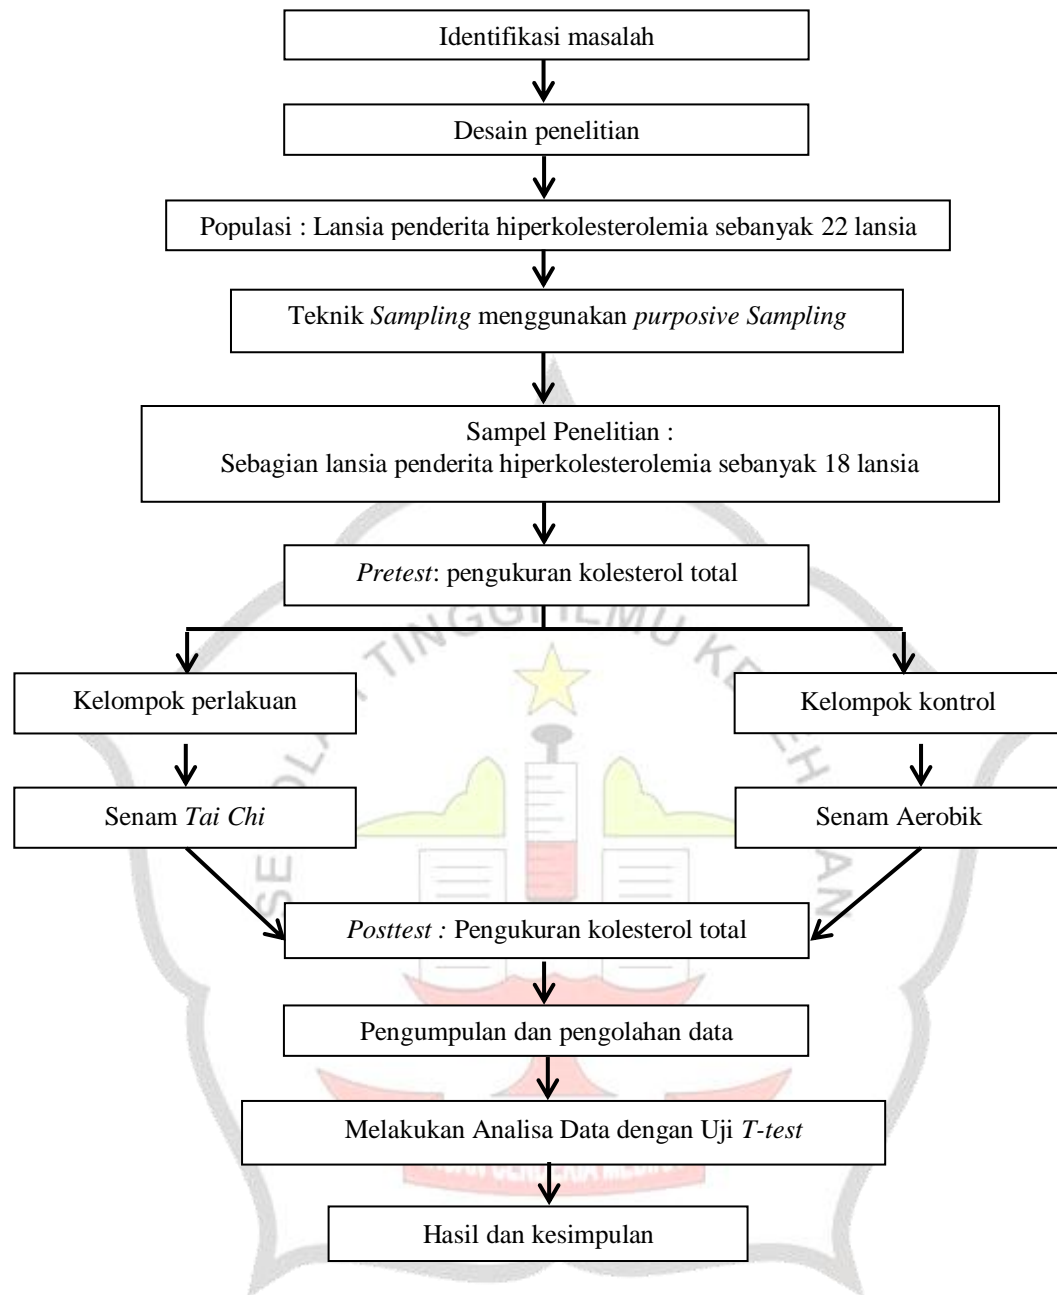 Identifikasi masalah
Desain penelitian
Populasi : Lansia penderita hiperkolesterolemia sebanyak 22 lansia
Teknik Sampling menggunakan purposive Sampling
Sampel Penelitian :
Sebagian lansia penderita hiperkolesterolemia sebanyak 18 lansia
Pretest: pengukuran kolesterol total
Kelompok perlakuan
Kelompok kontrol
Senam Tai Chi
Senam Aerobik
Posttest : Pengukuran kolesterol total
Pengumpulan dan pengolahan data
Melakukan Analisa Data dengan Uji T-test
Hasil dan kesimpulan
TINGGI ILMU